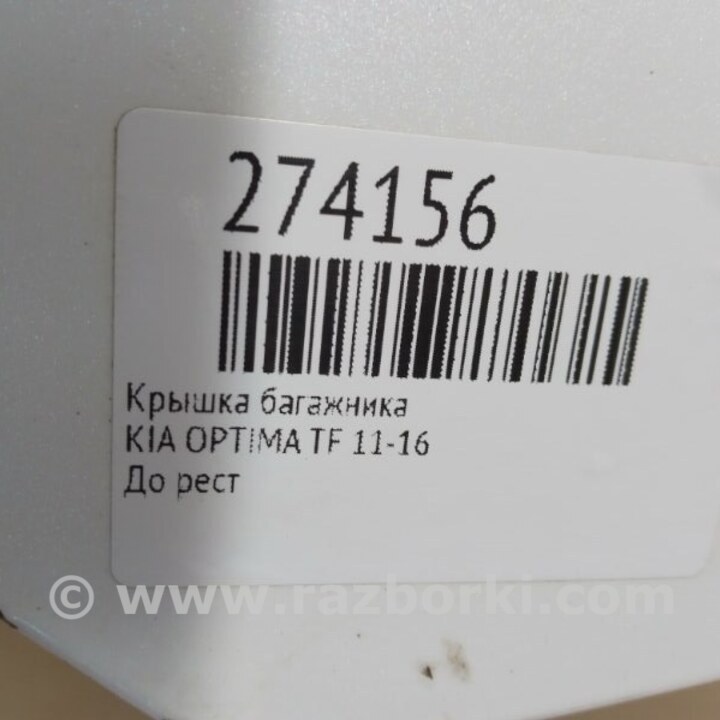 274156
Крышка багажника
KIA OPTIMA TF 11-16
До рест
© www.razborki.com